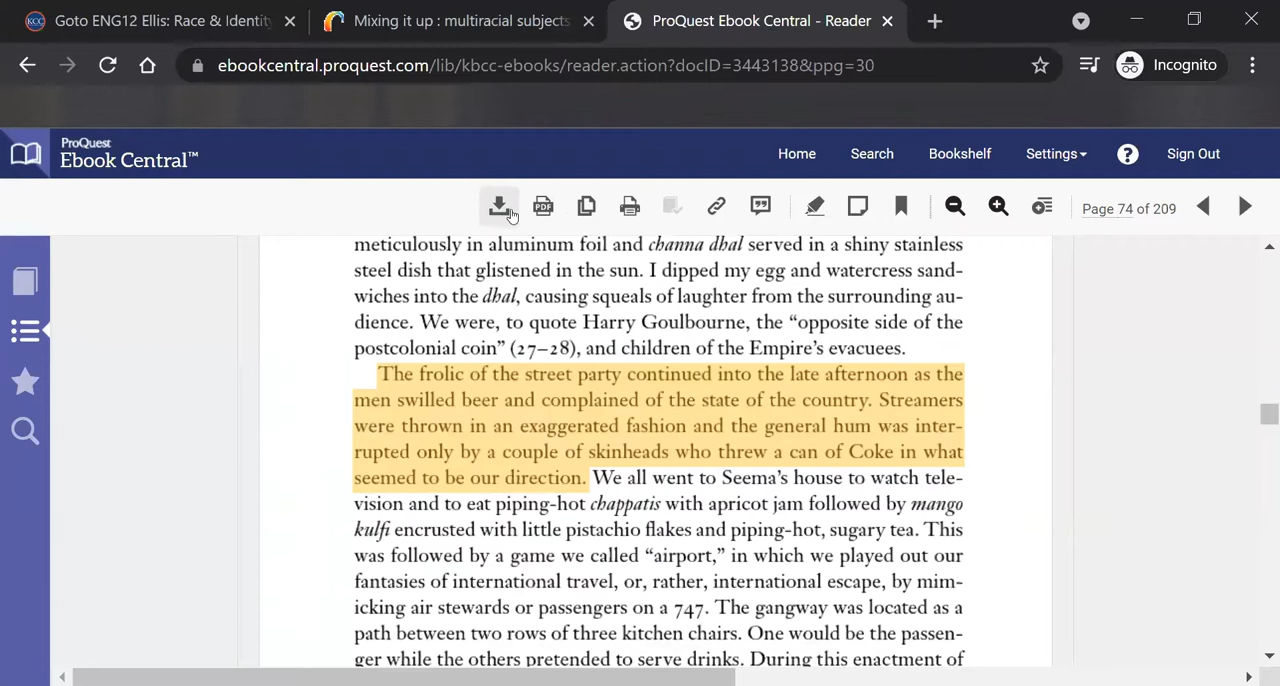 Goto ENG12 Ellis: Race & Identity
Mixing it up : multiracial subjects
ProQuest Ebook Central - Reader
ebookcentral.proquest.com/lib/kbcc-ebooks/reader.action?docID=3443138&ppg=30
Incognito
ProQuest
Ebook Central™
Home
Search
Bookshelf
Settings
?
Sign Out
PDF
Page 74 of 209
meticulously in aluminum foil and channa dhal served in a shiny stainless
steel dish that glistened in the sun. I dipped my egg and watercress sand-
wiches into the dhal, causing squeals of laughter from the surrounding au-
dience. We were, to quote Harry Goulbourne, the “opposite side of the
postcolonial coin” (27–28), and children of the Empire’s evacuees.
The frolic of the street party continued into the late afternoon as the
men swilled beer and complained of the state of the country. Streamers
were thrown in an exaggerated fashion and the general hum was inter-
rupted only by a couple of skinheads who threw a can of Coke in what
seemed to be our direction. We all went to Seema’s house to watch tele-
vision and to eat piping-hot chappatis with apricot jam followed by mango
kulfi encrusted with little pistachio flakes and piping-hot, sugary tea. This
was followed by a game we called “airport,” in which we played out our
fantasies of international travel, or, rather, international escape, by mim-
icking air stewards or passengers on a 747. The gangway was located as a
path between two rows of three kitchen chairs. One would be the passen-
ger while the others pretended to serve drinks. During this enactment of